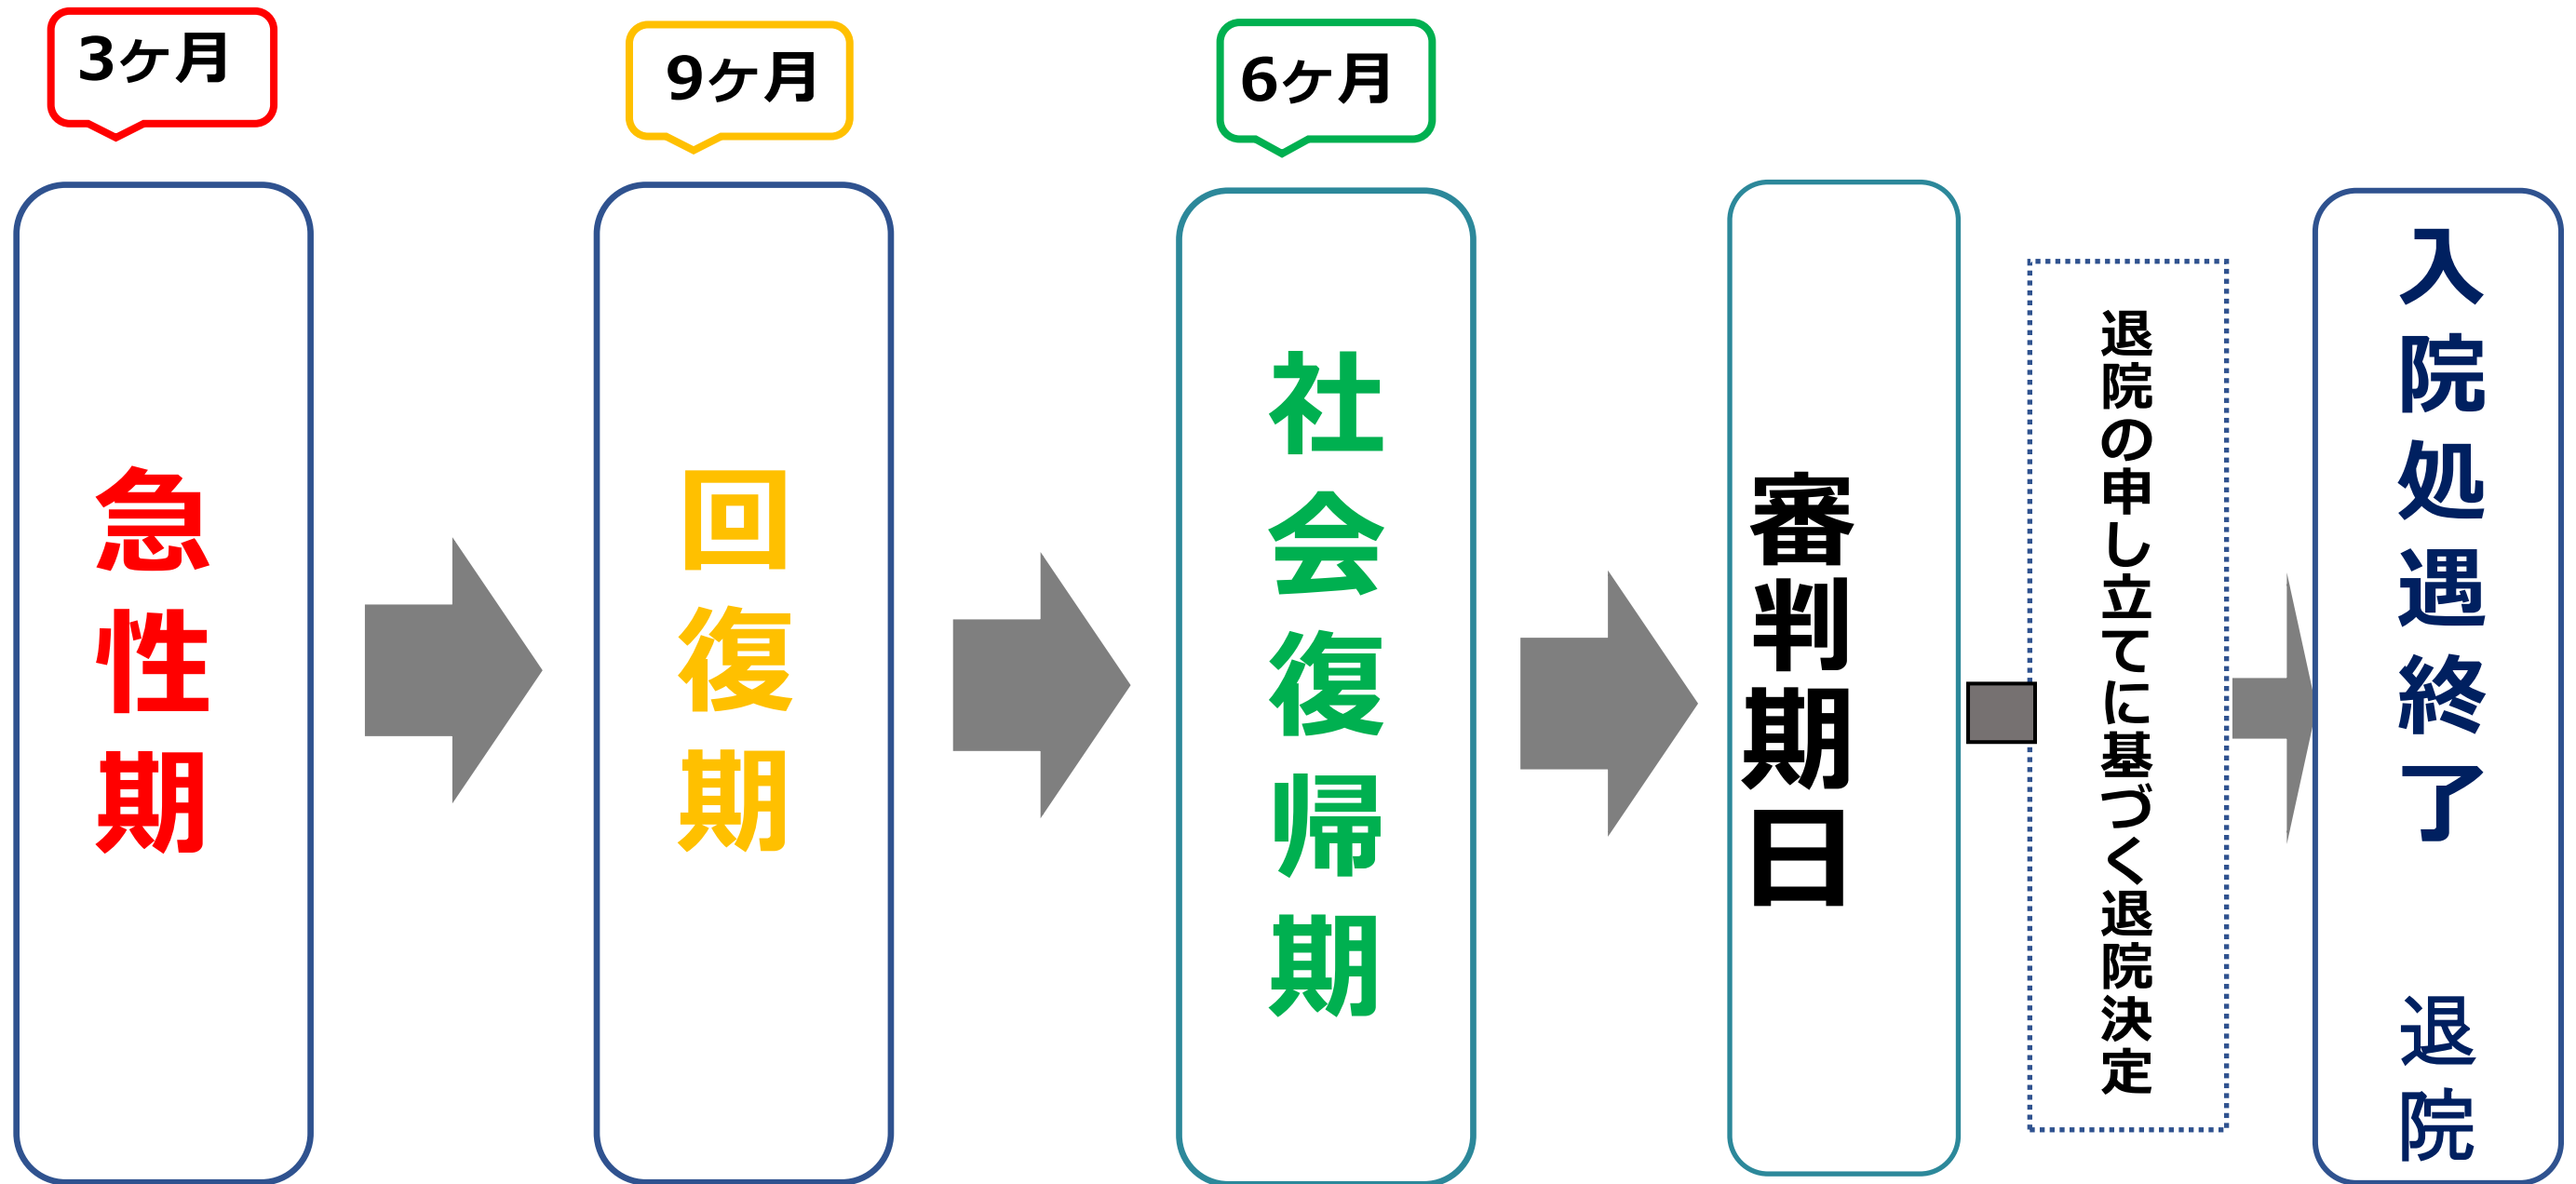 3ヶ月
急性期
9ヶ月
回復期
6ヶ月
社会復帰期
審判期日
退院の申し立てに基づく退院決定
入院処遇終了 退院